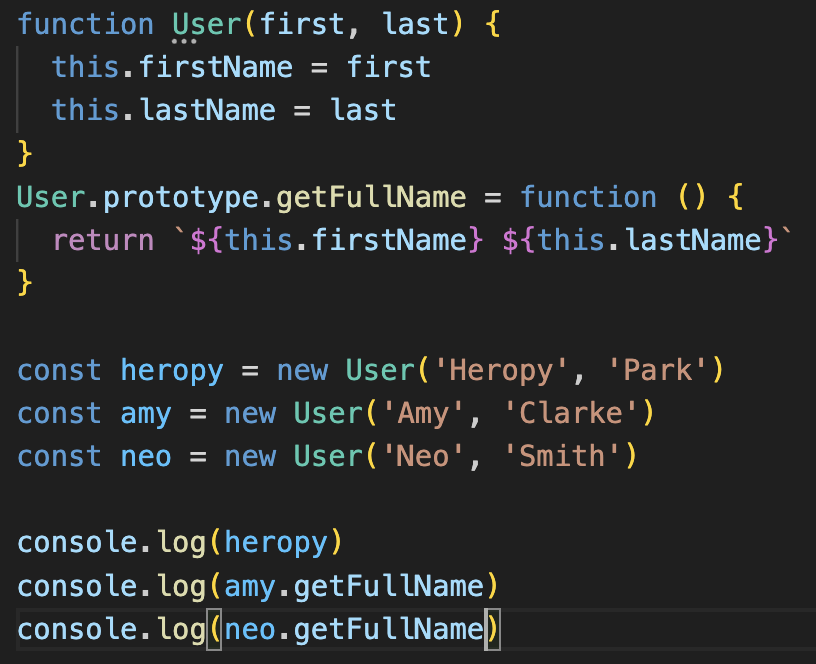 function User(first, last) {
  this.firstName = first
  this.lastName = last
}
User.prototype.getFullName = function () {
  return `${this.firstName} ${this.lastName}`
}

const heropy = new User('Heropy', 'Park')
const amy = new User('Amy', 'Clarke')
const neo = new User('Neo', 'Smith')

console.log(heropy)
console.log(amy.getFullName)
console.log(neo.getFullName)